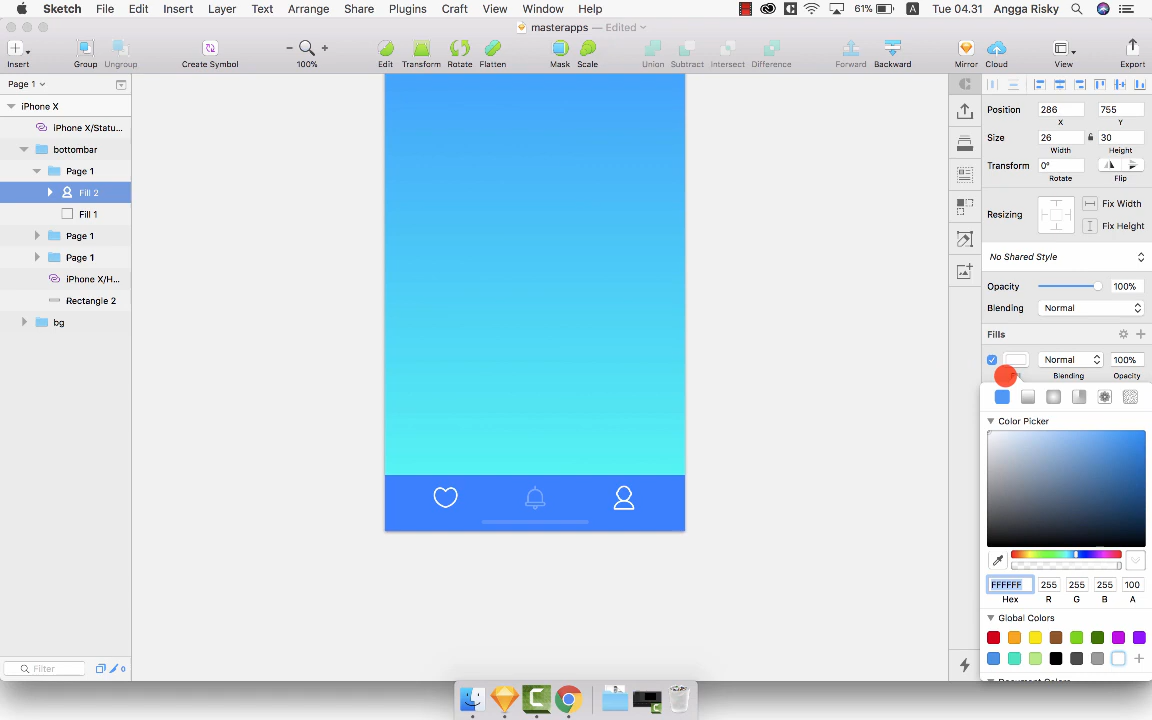 Sketch File Edit Insert Layer Text Arrange Share Plugins Craft View Window Help 61% A Tue 04.31 Angga Risky
masterapps — Edited
Insert Group Ungroup Create Symbol 100% Edit Transform Rotate Flatten Mask Scale Union Subtract Intersect Difference Forward Backward Mirror Cloud View Export
Page 1
iPhone X
iPhone X/Statu...
bottombar
Page 1
Fill 2
Fill 1
Page 1
Page 1
iPhone X/H...
Rectangle 2
bg
Filter 0
Position 286 755
X Y
Size 26 30
Width Height
Transform 0°
Rotate Flip
Resizing Fix Width
Fix Height
No Shared Style
Opacity 100%
Blending Normal
Fills
Normal 100%
Blending Opacity
Color Picker
FFFFFF 255 255 255 100
Hex R G B A
Global Colors